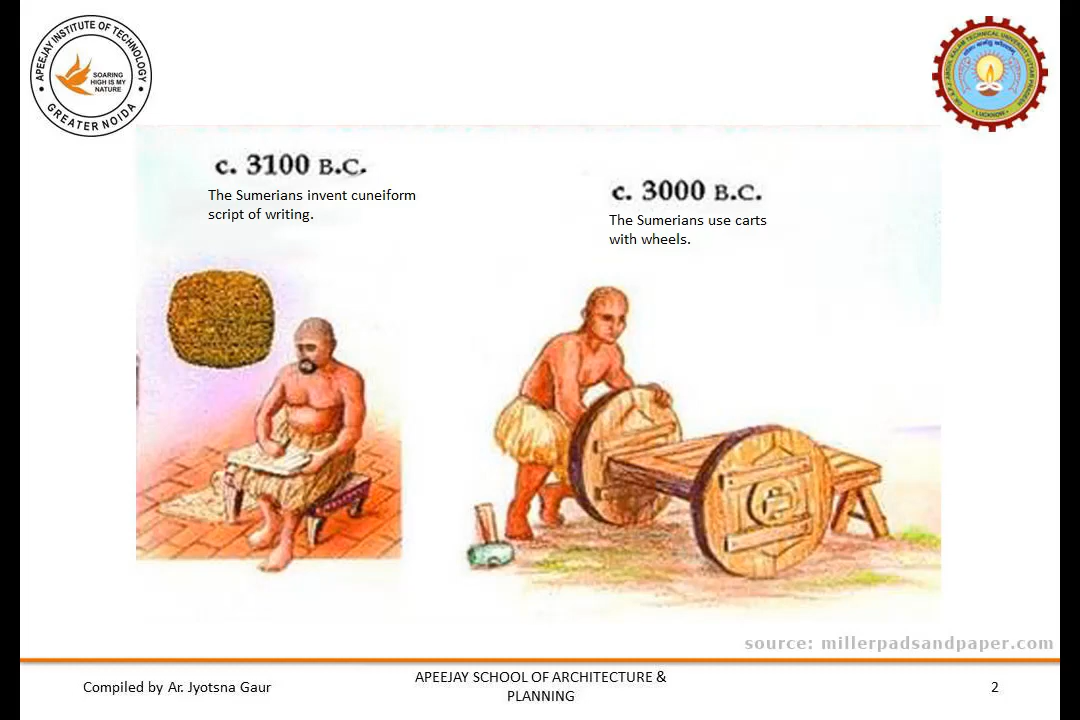 APEEJAY INSTITUTE OF TECHNOLOGY
SOARING
HIGH IS MY
NATURE
GREATER NOIDA
LUCKNOW
c. 3100 B.C.
The Sumerians invent cuneiform
script of writing.
c. 3000 B.C.
The Sumerians use carts
with wheels.
source: millerpadsandpaper.com
Compiled by Ar. Jyotsna Gaur
APEEJAY SCHOOL OF ARCHITECTURE &
PLANNING
2